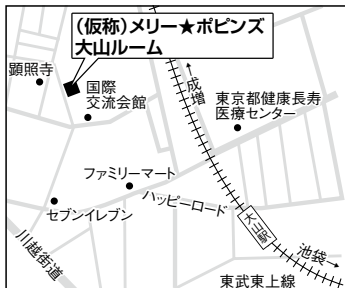 (仮称)メリー★ポピンズ
大山ルーム
顕照寺
国際
交流会館
←成増
東京都健康長寿
医療センター
ファミリーマート
ハッピーロード
セブンイレブン
大山駅
川越街道
池袋→
東武東上線